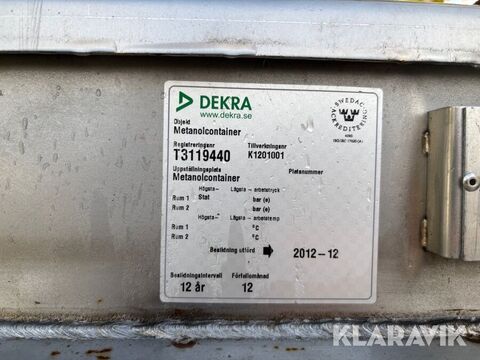 DEKRA
www.dekra.se
SWEDAC
ACKREDITERING
Objekt
Metanolcontainer
Registreringsnr Tillverkningsnr
T3119440 K1201001
Uppställningsplats Platsnummer
Metanolcontainer
Högsta- Lägsta - arbetstryck
Rum 1 Stat bar (e)
Rum 2 bar (e)
Högsta- Lägsta - arbetstemp
Rum 1 °C
Rum 2 °C
Besiktning utförd 2012-12
Besiktningsintervall Förfallomånad
12 år 12
KLARAVIK